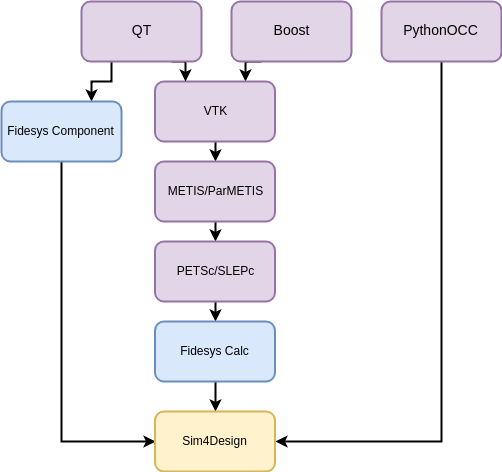 QT
Boost
PythonOCC
Fidesys Component
VTK
METIS/ParMETIS
PETSc/SLEPc
Fidesys Calc
Sim4Design